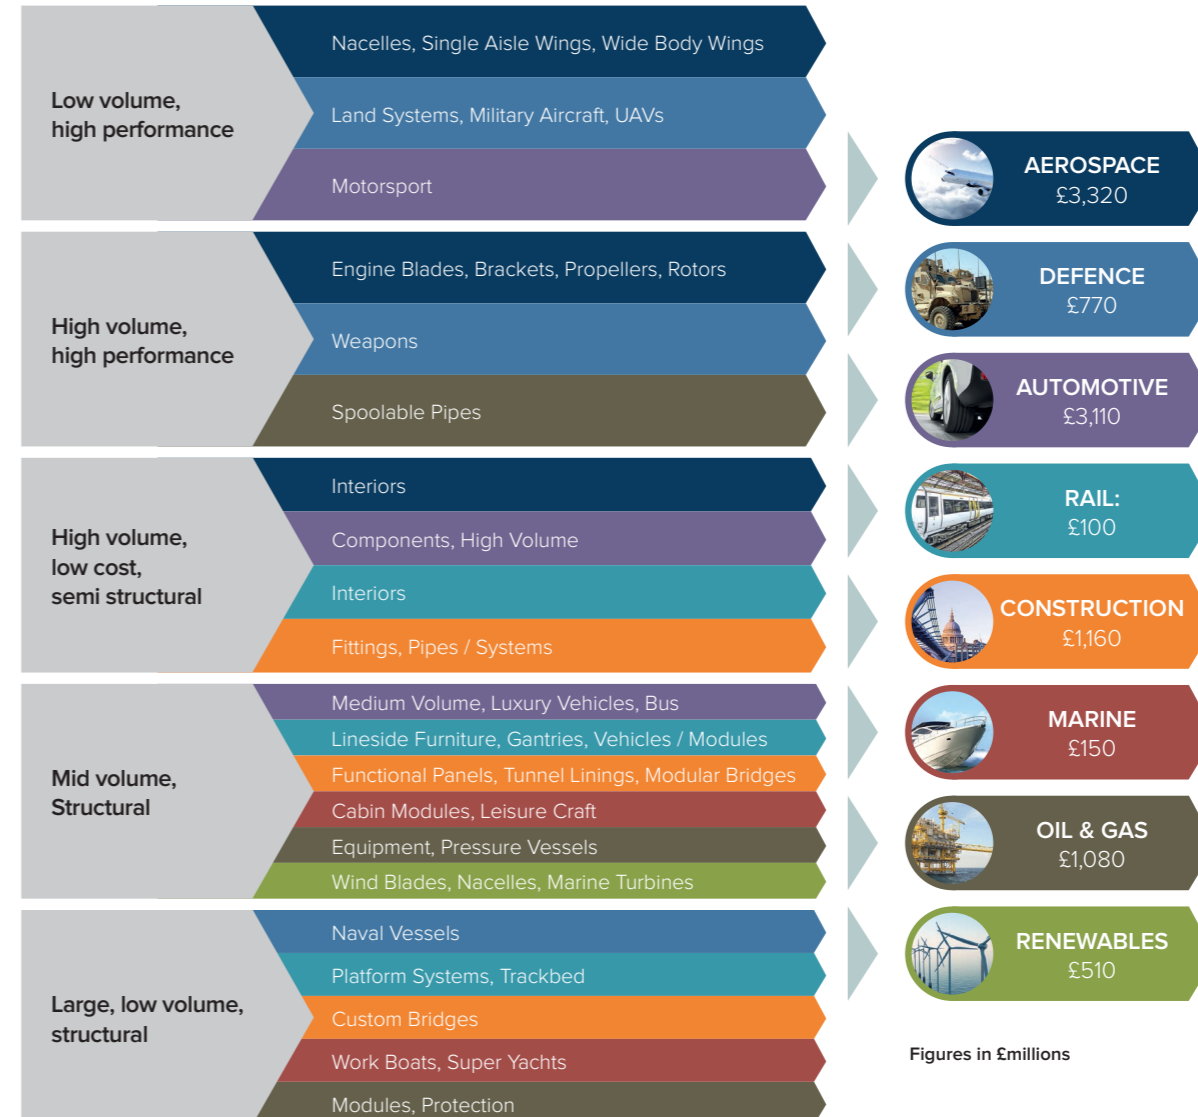 Low volume,
high performance
Nacelles, Single Aisle Wings, Wide Body Wings
Land Systems, Military Aircraft, UAVs
Motorsport
High volume,
high performance
Engine Blades, Brackets, Propellers, Rotors
Weapons
Spoolable Pipes
High volume,
low cost,
semi structural
Interiors
Components, High Volume
Interiors
Fittings, Pipes / Systems
Mid volume,
Structural
Medium Volume, Luxury Vehicles, Bus
Lineside Furniture, Gantries, Vehicles / Modules
Functional Panels, Tunnel Linings, Modular Bridges
Cabin Modules, Leisure Craft
Equipment, Pressure Vessels
Wind Blades, Nacelles, Marine Turbines
Large, low volume,
structural
Naval Vessels
Platform Systems, Trackbed
Custom Bridges
Work Boats, Super Yachts
Modules, Protection
AEROSPACE
£3,320
DEFENCE
£770
AUTOMOTIVE
£3,110
RAIL:
£100
CONSTRUCTION
£1,160
MARINE
£150
OIL & GAS
£1,080
RENEWABLES
£510
Figures in £millions